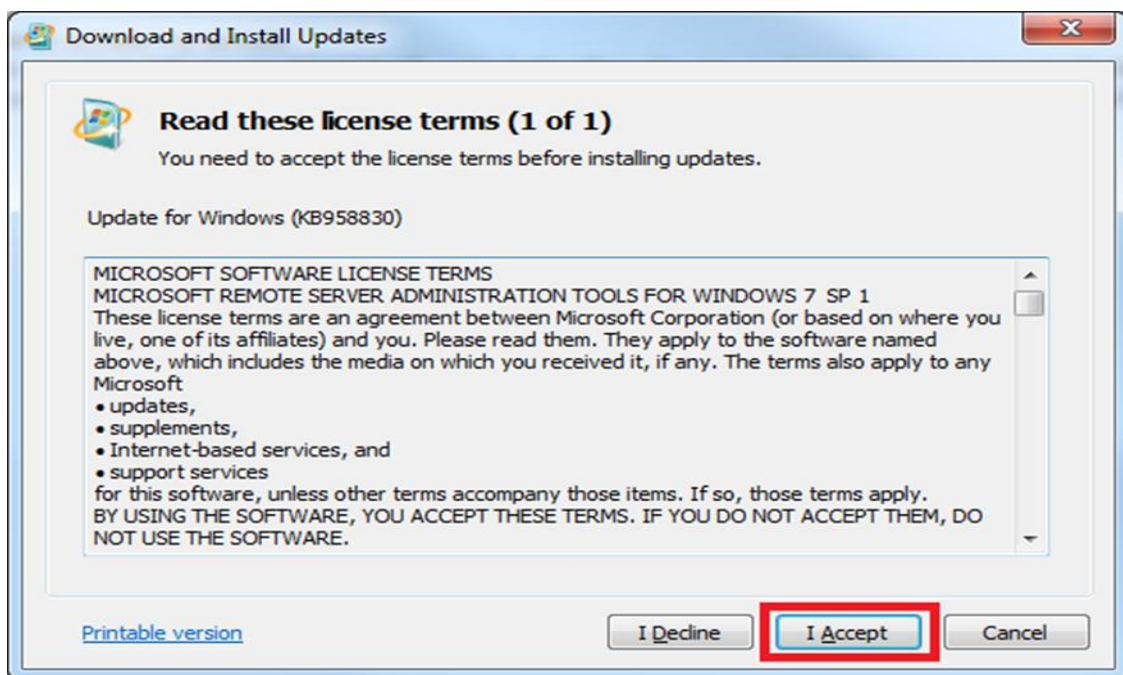 Download and Install Updates
Read these license terms (1 of 1)
You need to accept the license terms before installing updates.
Update for Windows (KB958830)
MICROSOFT SOFTWARE LICENSE TERMS
MICROSOFT REMOTE SERVER ADMINISTRATION TOOLS FOR WINDOWS 7 SP 1
These license terms are an agreement between Microsoft Corporation (or based on where you
live, one of its affiliates) and you. Please read them. They apply to the software named
above, which includes the media on which you received it, if any. The terms also apply to any
Microsoft
• updates,
• supplements,
• Internet-based services, and
• support services
for this software, unless other terms accompany those items. If so, those terms apply.
BY USING THE SOFTWARE, YOU ACCEPT THESE TERMS. IF YOU DO NOT ACCEPT THEM, DO
NOT USE THE SOFTWARE.
Printable version
I Decline
I Accept
Cancel